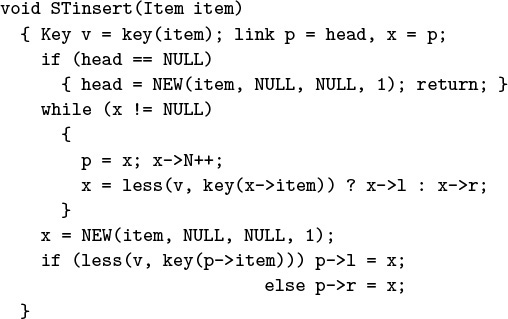 void STinsert(Item item)
  { Key v = key(item); link p = head, x = p;
    if (head == NULL)
      { head = NEW(item, NULL, NULL, 1); return; }
    while (x != NULL)
      {
        p = x; x->N++;
        x = less(v, key(x->item)) ? x->l : x->r;
      }
    x = NEW(item, NULL, NULL, 1);
    if (less(v, key(p->item))) p->l = x;
                          else p->r = x;
  }